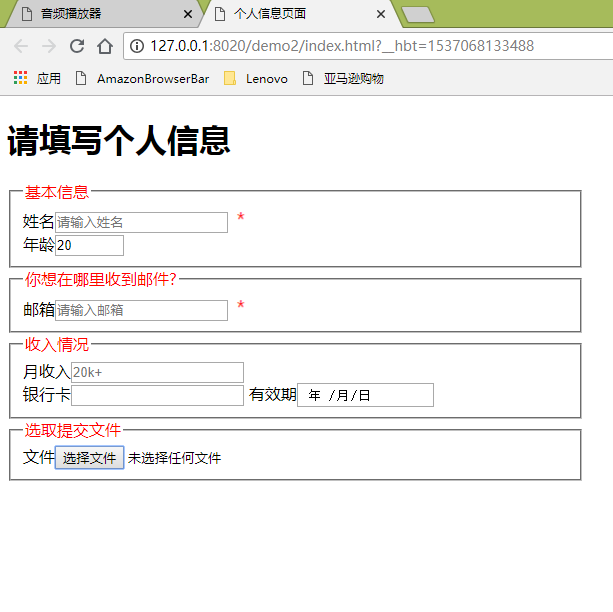 音频播放器 个人信息页面
127.0.0.1:8020/demo2/index.html?__hbt=1537068133488
应用 AmazonBrowserBar Lenovo 亚马逊购物
请填写个人信息
基本信息
姓名 请输入姓名 *
年龄 20
你想在哪里收到邮件?
邮箱 请输入邮箱 *
收入情况
月收入 20k+
银行卡 有效期 年 /月/日
选取提交文件
文件 选择文件 未选择任何文件